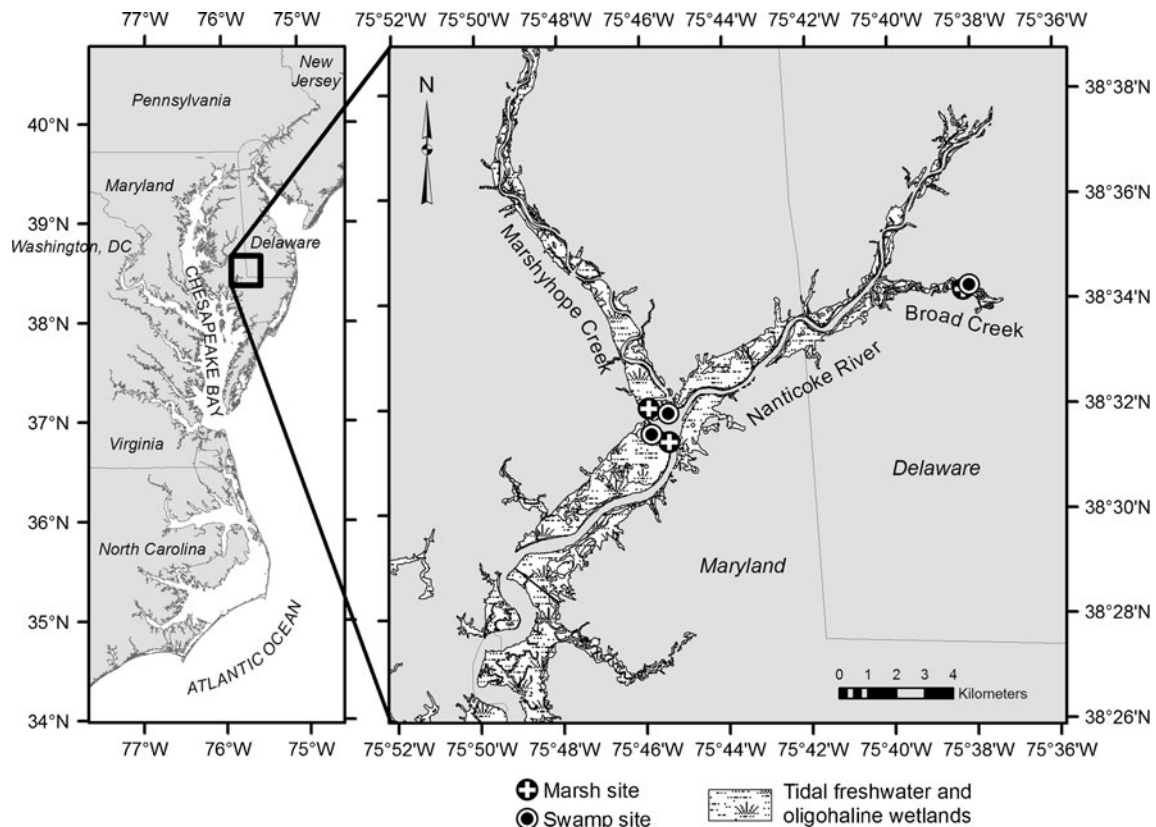 77°W 76°W 75°W
75°52'W 75°50'W 75°48'W 75°46'W 75°44'W 75°42'W 75°40'W 75°38'W 75°36'W
New
Jersey
Pennsylvania
40°N
Maryland
39°N
Washington, DC
Delaware
CHESAPEAKE BAY
38°N
37°N
Virginia
36°N
North Carolina
35°N
ATLANTIC OCEAN
34°N
77°W 76°W 75°W
N
Marshyhope Creek
Broad Creek
Nanticoke River
Delaware
Maryland
0 1 2 3 4
Kilometers
38°38'N
38°36'N
38°34'N
38°32'N
38°30'N
38°28'N
38°26'N
75°52'W 75°50'W 75°48'W 75°46'W 75°44'W 75°42'W 75°40'W 75°38'W 75°36'W
Marsh site
Swamp site
Tidal freshwater and
oligohaline wetlands